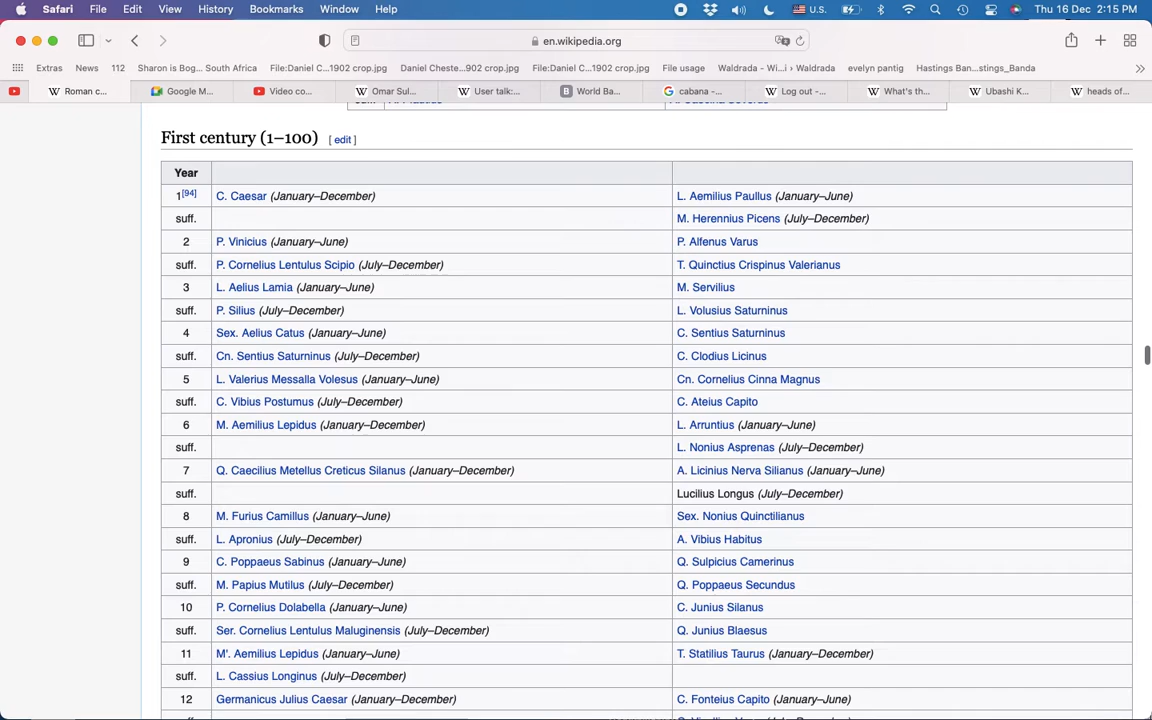 Safari File Edit View History Bookmarks Window Help U.S. Thu 16 Dec 2:15 PM
en.wikipedia.org
Extras News 112 Sharon is Bog... South Africa File:Daniel C...1902 crop.jpg Daniel Cheste...902 crop.jpg File:Daniel C...1902 crop.jpg File usage Waldrada - Wi...i › Waldrada evelyn pantig Hastings Ban...stings_Banda
Roman c... Google M... Video co... Omar Sul... User talk:... World Ba... cabana -... Log out -... What's th... Ubashi K... heads of...
First century (1–100) [ edit ]
Year
1[94] C. Caesar (January–December) L. Aemilius Paullus (January–June)
suff. M. Herennius Picens (July–December)
2 P. Vinicius (January–June) P. Alfenus Varus
suff. P. Cornelius Lentulus Scipio (July–December) T. Quinctius Crispinus Valerianus
3 L. Aelius Lamia (January–June) M. Servilius
suff. P. Silius (July–December) L. Volusius Saturninus
4 Sex. Aelius Catus (January–June) C. Sentius Saturninus
suff. Cn. Sentius Saturninus (July–December) C. Clodius Licinus
5 L. Valerius Messalla Volesus (January–June) Cn. Cornelius Cinna Magnus
suff. C. Vibius Postumus (July–December) C. Ateius Capito
6 M. Aemilius Lepidus (January–December) L. Arruntius (January–June)
suff. L. Nonius Asprenas (July–December)
7 Q. Caecilius Metellus Creticus Silanus (January–December) A. Licinius Nerva Silianus (January–June)
suff. Lucilius Longus (July–December)
8 M. Furius Camillus (January–June) Sex. Nonius Quinctilianus
suff. L. Apronius (July–December) A. Vibius Habitus
9 C. Poppaeus Sabinus (January–June) Q. Sulpicius Camerinus
suff. M. Papius Mutilus (July–December) Q. Poppaeus Secundus
10 P. Cornelius Dolabella (January–June) C. Junius Silanus
suff. Ser. Cornelius Lentulus Maluginensis (July–December) Q. Junius Blaesus
11 M'. Aemilius Lepidus (January–June) T. Statilius Taurus (January–December)
suff. L. Cassius Longinus (July–December)
12 Germanicus Julius Caesar (January–December) C. Fonteius Capito (January–June)